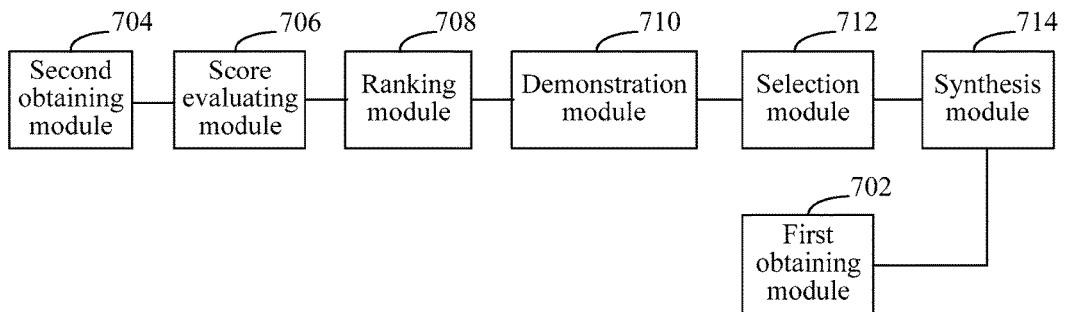 704
706
708
710
712
714
Second
obtaining
module
Score
evaluating
module
Ranking
module
Demonstration
module
Selection
module
Synthesis
module
702
First
obtaining
module